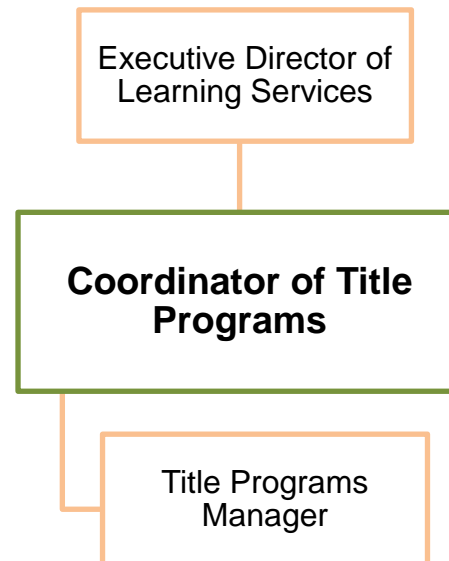 Executive Director of
Learning Services
Coordinator of Title
Programs
Title Programs
Manager